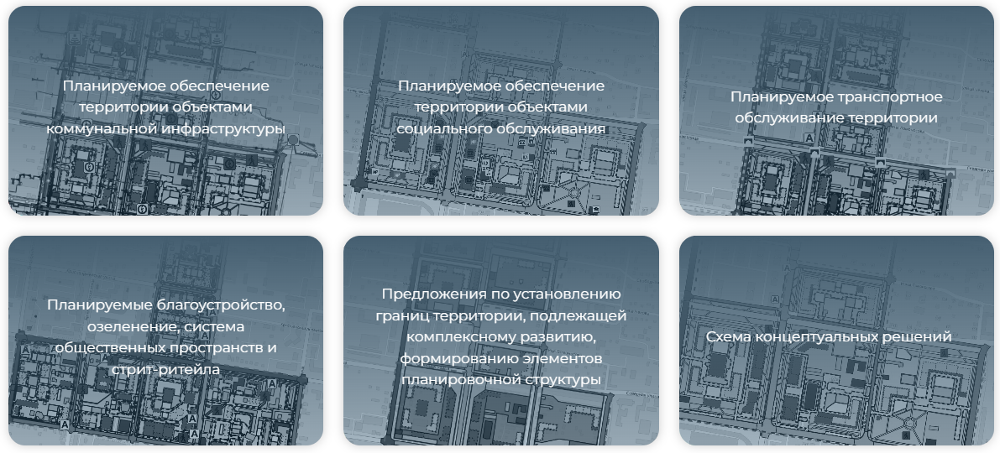 Планируемое обеспечение
территории объектами
коммунальной инфраструктуры
Планируемое обеспечение
территории объектами
социального обслуживания
Планируемое транспортное
обслуживание территории
Планируемые благоустройство,
озеленение, система
общественных пространств и
стрит-ритейла
Предложения по установлению
границ территории, подлежащей
комплексному развитию,
формированию элементов
планировочной структуры
Схема концептуальных решений